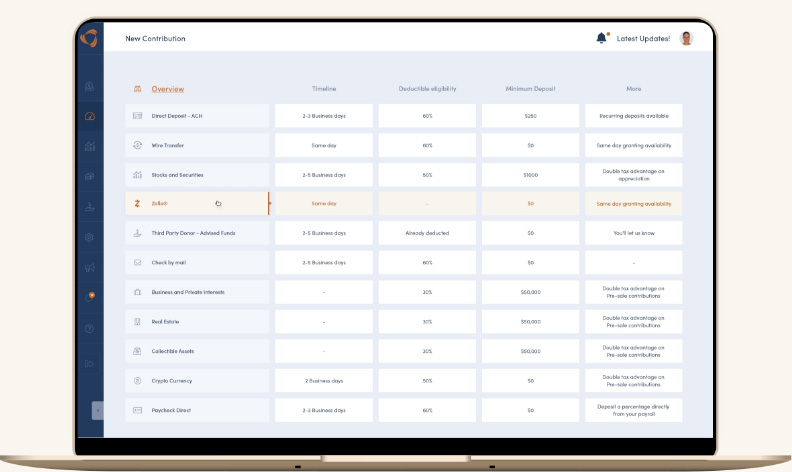 New Contribution
Latest Updates!
Overview Timeline Deductible eligibility Minimum Deposit More
Direct Deposit - ACH 2-3 Business days 60% $250 Recurring deposits available
Wire Transfer Same day 60% $0 Same day granting availability
Stocks and Securities 2-5 Business days 50% $1000 Double tax advantage on
appreciation
Zelle® Same day - $0 Same day granting availability
Third Party Donor - Advised Funds 2-5 Business days Already deducted $0 You'll let us know
Check by mail 2-5 Business days 60% $0 -
Business and Private Interests - 30% $50,000 Double tax advantage on
Pre-sale contributions
Real Estate - 30% $50,000 Double tax advantage on
Pre-sale contributions
Collectible Assets - 30% $50,000 Double tax advantage on
Pre-sale contributions
Crypto Currency 2 Business days 50% $0 Double tax advantage on
Pre-sale contributions
Paycheck Direct 2-3 Business days 60% $0 Deposit a percentage directly
from your payroll